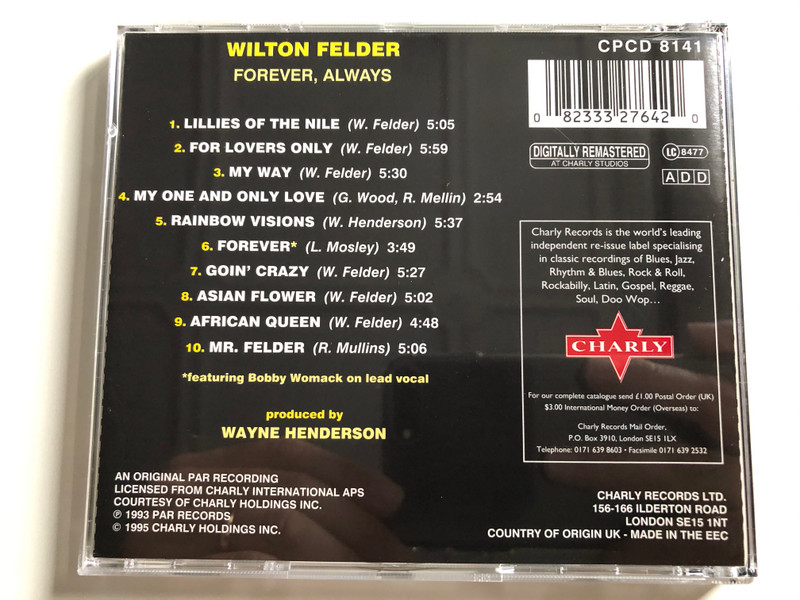 WILTON FELDER
FOREVER, ALWAYS
CPCD 8141
0 82333 27642 0
DIGITALLY REMASTERED
AT CHARLY STUDIOS
LC 8477
ADD
1. LILLIES OF THE NILE (W. Felder) 5:05
2. FOR LOVERS ONLY (W. Felder) 5:59
3. MY WAY (W. Felder) 5:30
4. MY ONE AND ONLY LOVE (G. Wood, R. Mellin) 2:54
5. RAINBOW VISIONS (W. Henderson) 5:37
6. FOREVER* (L. Mosley) 3:49
7. GOIN' CRAZY (W. Felder) 5:27
8. ASIAN FLOWER (W. Felder) 5:02
9. AFRICAN QUEEN (W. Felder) 4:48
10. MR. FELDER (R. Mullins) 5:06
*featuring Bobby Womack on lead vocal
produced by
WAYNE HENDERSON
Charly Records is the world's leading
independent re-issue label specialising
in classic recordings of Blues, Jazz,
Rhythm & Blues, Rock & Roll,
Rockabilly, Latin, Gospel, Reggae,
Soul, Doo Wop...
CHARLY
For our complete catalogue send £1.00 Postal Order (UK)
$3.00 International Money Order (Overseas) to:
Charly Records Mail Order,
P.O. Box 3910, London SE15 1LX
Telephone: 0171 639 8603 • Facsimile 0171 639 2532
AN ORIGINAL PAR RECORDING
LICENSED FROM CHARLY INTERNATIONAL APS
COURTESY OF CHARLY HOLDINGS INC.
℗ 1993 PAR RECORDS
© 1995 CHARLY HOLDINGS INC.
CHARLY RECORDS LTD.
156-166 ILDERTON ROAD
LONDON SE15 1NT
COUNTRY OF ORIGIN UK - MADE IN THE EEC